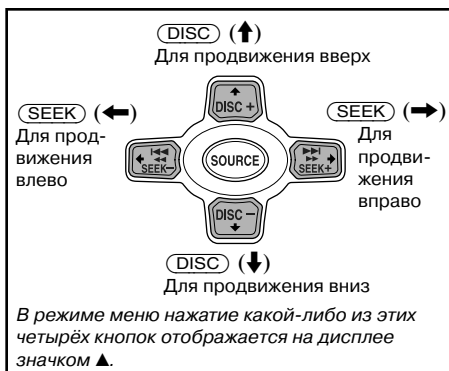 DISC (↑)
Для продвижения вверх
DISC +
SEEK (←)
Для прод-
вижения
влево
SEEK–
SOURCE
SEEK+
SEEK (→)
Для
продви-
жения
вправо
DISC –
DISC (↓)
Для продвижения вниз
В режиме меню нажатие какой-либо из этих
четырёх кнопок отображается на дисплее
значком ▲.